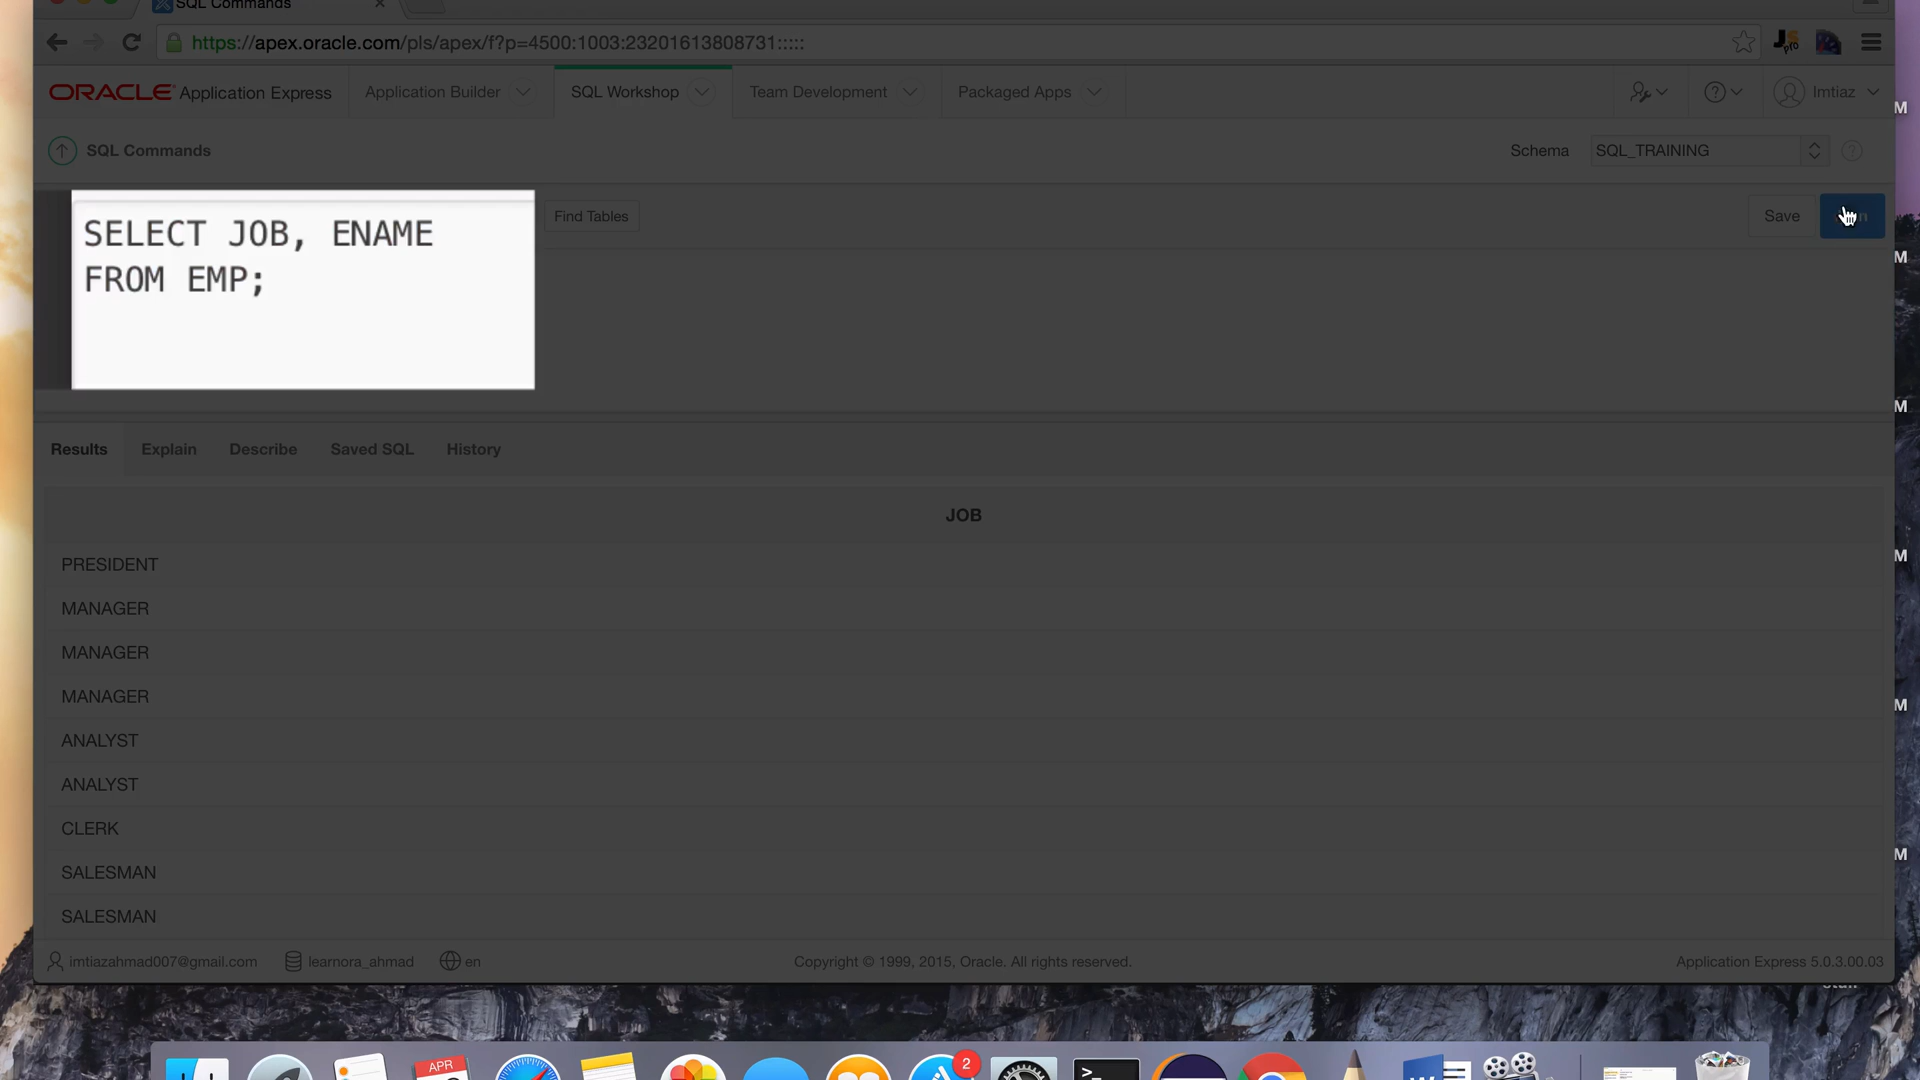 SQL Commands
https://apex.oracle.com/pls/apex/f?p=4500:1003:23201613808731:::::
ORACLE Application Express
Application Builder
SQL Workshop
Team Development
Packaged Apps
Imtiaz
SQL Commands
Schema
SQL_TRAINING
SELECT JOB, ENAME
FROM EMP;
Find Tables
Save
Results
Explain
Describe
Saved SQL
History
JOB
PRESIDENT
MANAGER
MANAGER
MANAGER
ANALYST
ANALYST
CLERK
SALESMAN
SALESMAN
imtiazahmad007@gmail.com
learnora_ahmad
en
Copyright © 1999, 2015, Oracle. All rights reserved.
Application Express 5.0.3.00.03
APR
2
M
M
M
M
M
M